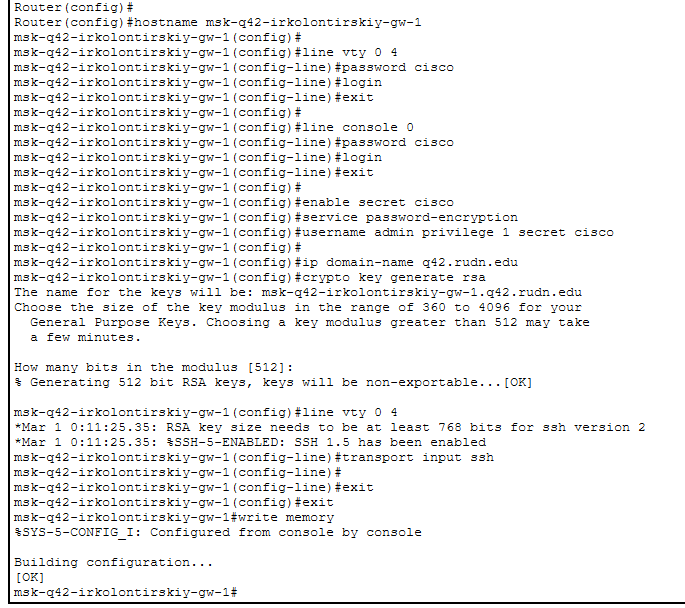 Router(config)#
Router(config)#hostname msk-q42-irkolontirskiy-gw-1
msk-q42-irkolontirskiy-gw-1(config)#
msk-q42-irkolontirskiy-gw-1(config)#line vty 0 4
msk-q42-irkolontirskiy-gw-1(config-line)#password cisco
msk-q42-irkolontirskiy-gw-1(config-line)#login
msk-q42-irkolontirskiy-gw-1(config-line)#exit
msk-q42-irkolontirskiy-gw-1(config)#
msk-q42-irkolontirskiy-gw-1(config)#line console 0
msk-q42-irkolontirskiy-gw-1(config-line)#password cisco
msk-q42-irkolontirskiy-gw-1(config-line)#login
msk-q42-irkolontirskiy-gw-1(config-line)#exit
msk-q42-irkolontirskiy-gw-1(config)#
msk-q42-irkolontirskiy-gw-1(config)#enable secret cisco
msk-q42-irkolontirskiy-gw-1(config)#service password-encryption
msk-q42-irkolontirskiy-gw-1(config)#username admin privilege 1 secret cisco
msk-q42-irkolontirskiy-gw-1(config)#
msk-q42-irkolontirskiy-gw-1(config)#ip domain-name q42.rudn.edu
msk-q42-irkolontirskiy-gw-1(config)#crypto key generate rsa
The name for the keys will be: msk-q42-irkolontirskiy-gw-1.q42.rudn.edu
Choose the size of the key modulus in the range of 360 to 4096 for your
General Purpose Keys. Choosing a key modulus greater than 512 may take
a few minutes.
How many bits in the modulus [512]:
% Generating 512 bit RSA keys, keys will be non-exportable...[OK]
msk-q42-irkolontirskiy-gw-1(config)#line vty 0 4
*Mar 1 0:11:25.35: RSA key size needs to be at least 768 bits for ssh version 2
*Mar 1 0:11:25.35: %SSH-5-ENABLED: SSH 1.5 has been enabled
msk-q42-irkolontirskiy-gw-1(config-line)#transport input ssh
msk-q42-irkolontirskiy-gw-1(config-line)#
msk-q42-irkolontirskiy-gw-1(config-line)#exit
msk-q42-irkolontirskiy-gw-1(config)#exit
msk-q42-irkolontirskiy-gw-1#write memory
%SYS-5-CONFIG_I: Configured from console by console
Building configuration...
[OK]
msk-q42-irkolontirskiy-gw-1#